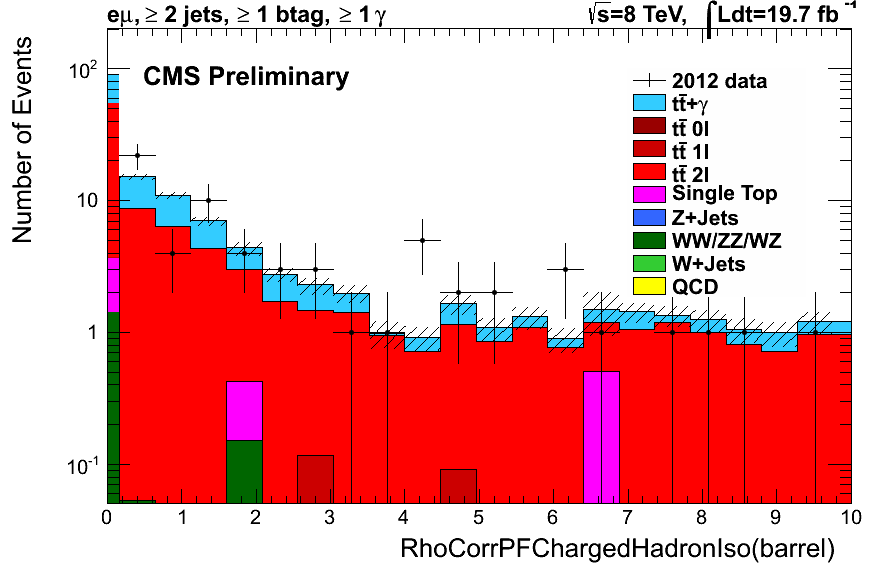 eμ, ≥ 2 jets, ≥ 1 btag, ≥ 1 γ
√s=8 TeV, ∫Ldt=19.7 fb⁻¹
CMS Preliminary
2012 data
tt̄+γ
tt̄ 0l
tt̄ 1l
tt̄ 2l
Single Top
Z+Jets
WW/ZZ/WZ
W+Jets
QCD
Number of Events
10²
10
1
10⁻¹
0 1 2 3 4 5 6 7 8 9 10
RhoCorrPFChargedHadronIso(barrel)